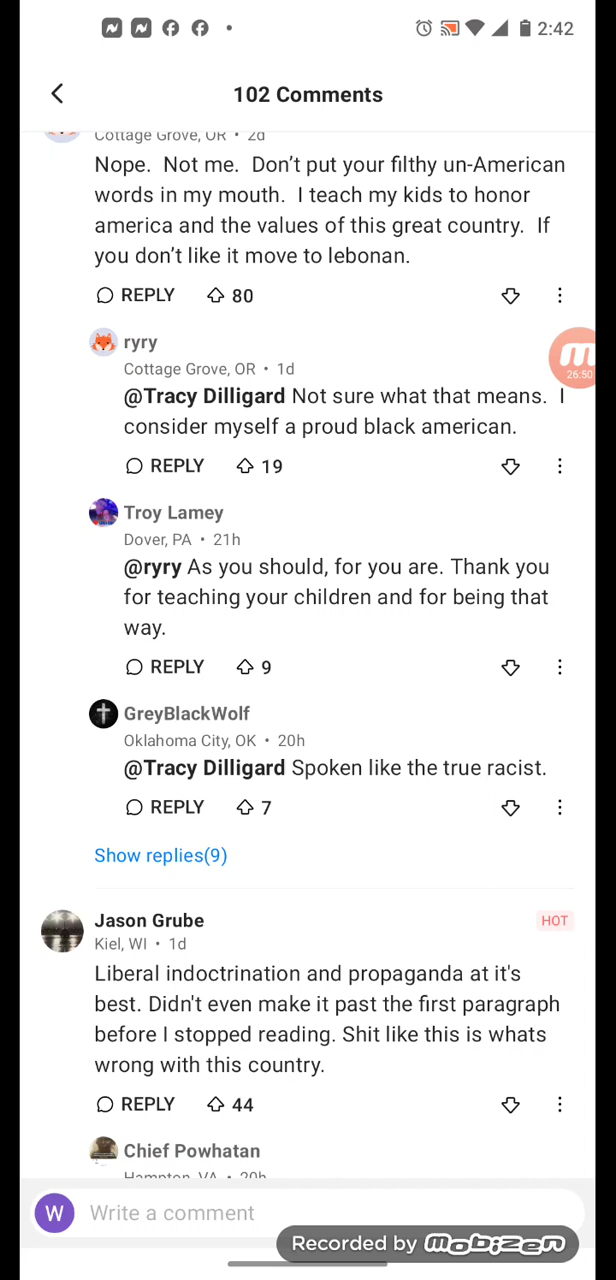 2:42
102 Comments
Cottage Grove, OR • 2d
Nope. Not me. Don't put your filthy un-American
words in my mouth. I teach my kids to honor
america and the values of this great country. If
you don't like it move to lebonan.
REPLY 80
ryry
Cottage Grove, OR • 1d
26:50
@Tracy Dilligard Not sure what that means. I
consider myself a proud black american.
REPLY 19
Troy Lamey
Dover, PA • 21h
@ryry As you should, for you are. Thank you
for teaching your children and for being that
way.
REPLY 9
GreyBlackWolf
Oklahoma City, OK • 20h
@Tracy Dilligard Spoken like the true racist.
REPLY 7
Show replies(9)
Jason Grube HOT
Kiel, WI • 1d
Liberal indoctrination and propaganda at it's
best. Didn't even make it past the first paragraph
before I stopped reading. Shit like this is whats
wrong with this country.
REPLY 44
Chief Powhatan
Hampton, VA • 20h
W Write a comment
Recorded by mobizen